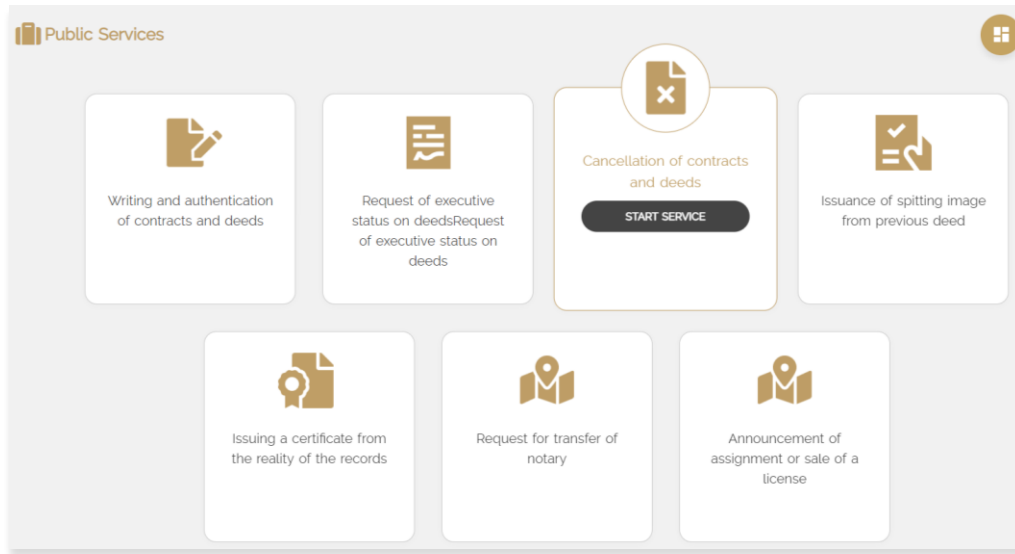 Public Services
Writing and authentication
of contracts and deeds
Request of executive
status on deedsRequest
of executive status on
deeds
Cancellation of contracts
and deeds
START SERVICE
Issuance of spitting image
from previous deed
Issuing a certificate from
the reality of the records
Request for transfer of
notary
Announcement of
assignment or sale of a
license